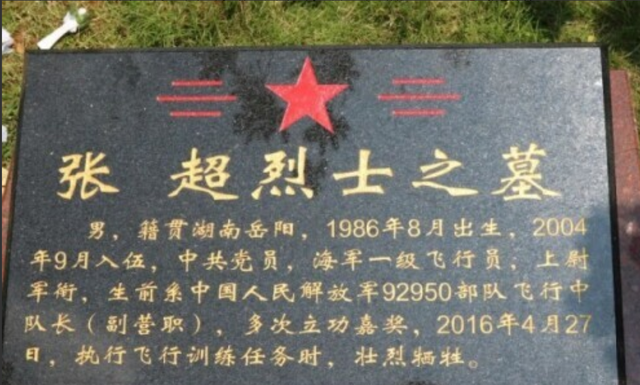 张 超烈士之墓
男，籍贯湖南岳阳，1986年8月出生，2004
年9月入伍，中共党员，海军一级飞行员，上尉
军衔，生前系中国人民解放军92950部队飞行中
队长（副营职），多次立功嘉奖，2016年4月27
日，执行飞行训练任务时，壮烈牺牲。